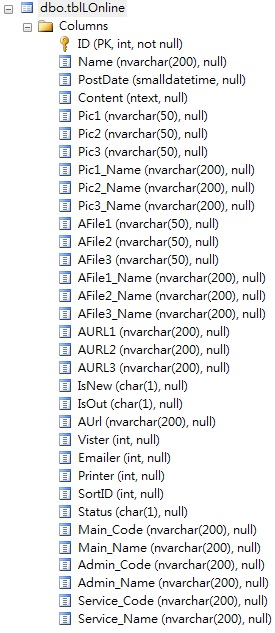 dbo.tblLOnline
Columns
ID (PK, int, not null)
Name (nvarchar(200), null)
PostDate (smalldatetime, null)
Content (ntext, null)
Pic1 (nvarchar(50), null)
Pic2 (nvarchar(50), null)
Pic3 (nvarchar(50), null)
Pic1_Name (nvarchar(200), null)
Pic2_Name (nvarchar(200), null)
Pic3_Name (nvarchar(200), null)
AFile1 (nvarchar(50), null)
AFile2 (nvarchar(50), null)
AFile3 (nvarchar(50), null)
AFile1_Name (nvarchar(200), null)
AFile2_Name (nvarchar(200), null)
AFile3_Name (nvarchar(200), null)
AURL1 (nvarchar(200), null)
AURL2 (nvarchar(200), null)
AURL3 (nvarchar(200), null)
IsNew (char(1), null)
IsOut (char(1), null)
AUrl (nvarchar(200), null)
Vister (int, null)
Emailer (int, null)
Printer (int, null)
SortID (int, null)
Status (char(1), null)
Main_Code (nvarchar(200), null)
Main_Name (nvarchar(200), null)
Admin_Code (nvarchar(200), null)
Admin_Name (nvarchar(200), null)
Service_Code (nvarchar(200), null)
Service_Name (nvarchar(200), null)